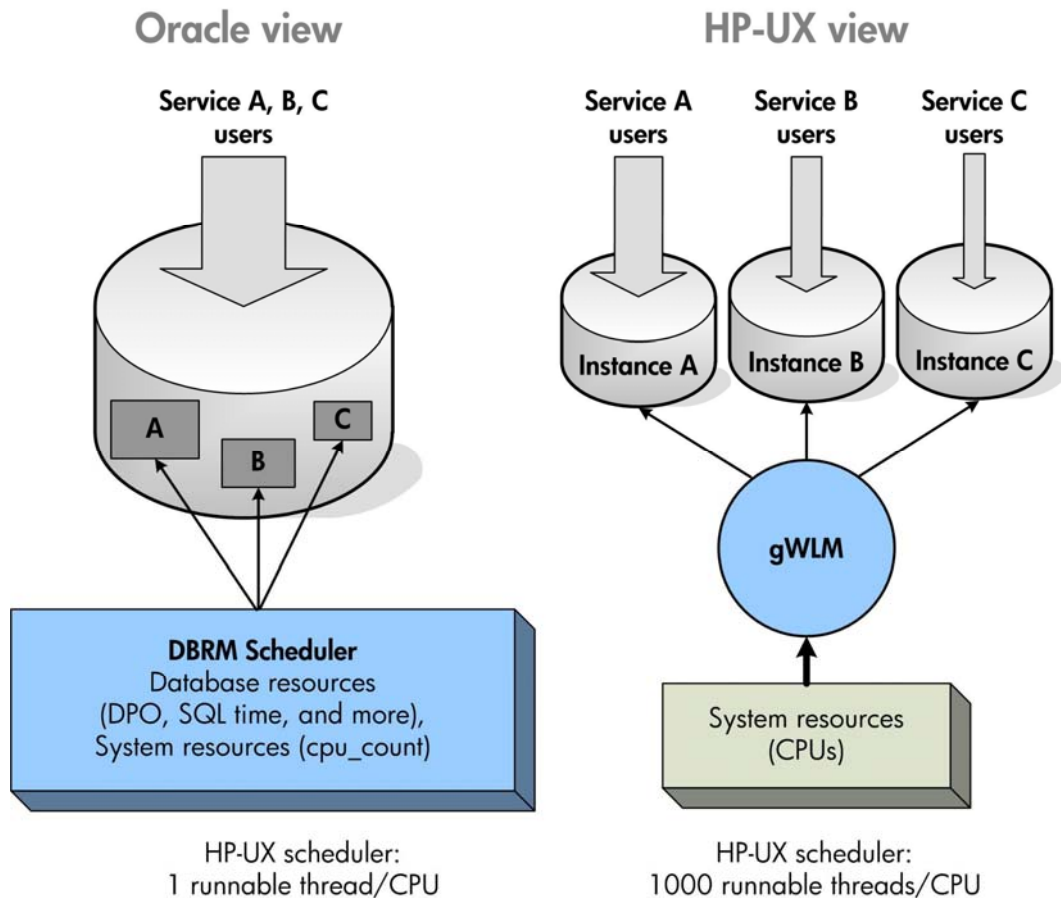 Oracle view
Service A, B, C
users
A
B
C
DBRM Scheduler
Database resources
(DPO, SQL time, and more),
System resources (cpu_count)
HP-UX scheduler:
1 runnable thread/CPU
HP-UX view
Service A
users
Service B
users
Service C
users
Instance A
Instance B
Instance C
gWLM
System resources
(CPUs)
HP-UX scheduler:
1000 runnable threads/CPU